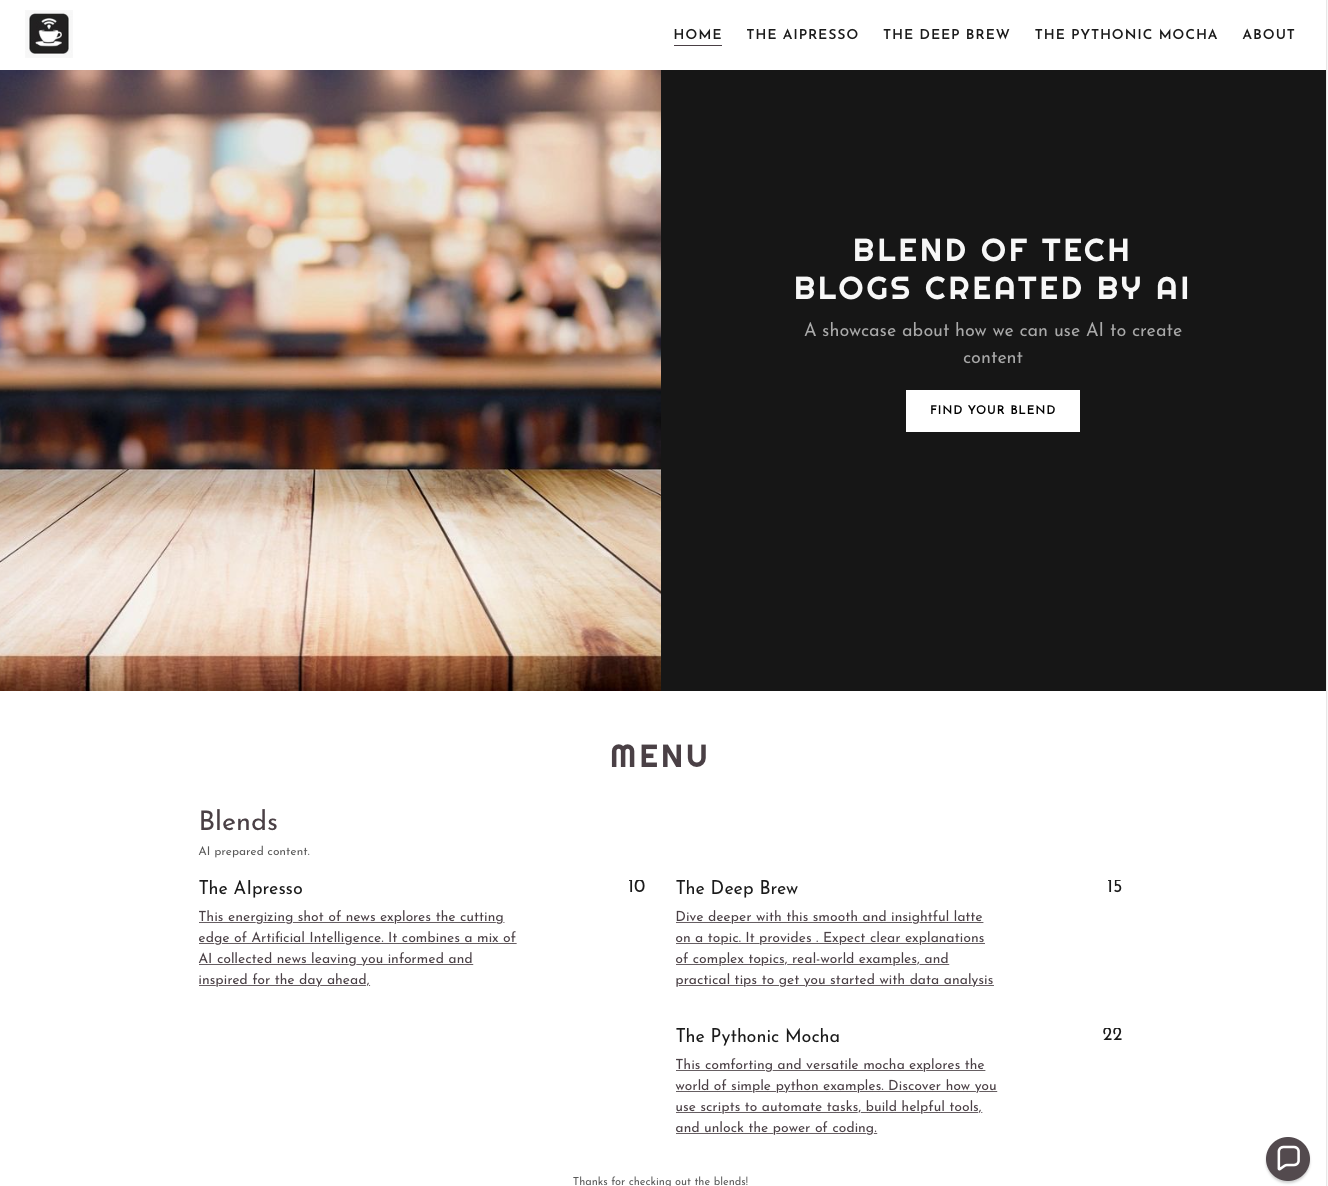 HOME THE AIPRESSO THE DEEP BREW THE PYTHONIC MOCHA ABOUT
BLEND OF TECH
BLOGS CREATED BY AI
A showcase about how we can use AI to create
content
FIND YOUR BLEND
MENU
Blends
AI prepared content.
The AIpresso 10
This energizing shot of news explores the cutting
edge of Artificial Intelligence. It combines a mix of
AI collected news leaving you informed and
inspired for the day ahead,
The Deep Brew 15
Dive deeper with this smooth and insightful latte
on a topic. It provides . Expect clear explanations
of complex topics, real-world examples, and
practical tips to get you started with data analysis
The Pythonic Mocha 22
This comforting and versatile mocha explores the
world of simple python examples. Discover how you
use scripts to automate tasks, build helpful tools,
and unlock the power of coding.
Thanks for checking out the blends!